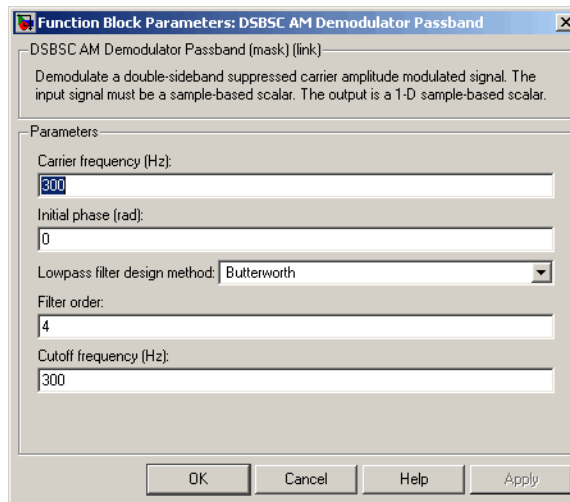 Function Block Parameters: DSBSC AM Demodulator Passband
DSBSC AM Demodulator Passband (mask) (link)
Demodulate a double-sideband suppressed carrier amplitude modulated signal. The
input signal must be a sample-based scalar. The output is a 1-D sample-based scalar.
Parameters
Carrier frequency (Hz):
300
Initial phase (rad):
0
Lowpass filter design method: Butterworth
Filter order:
4
Cutoff frequency (Hz):
300
OK Cancel Help Apply